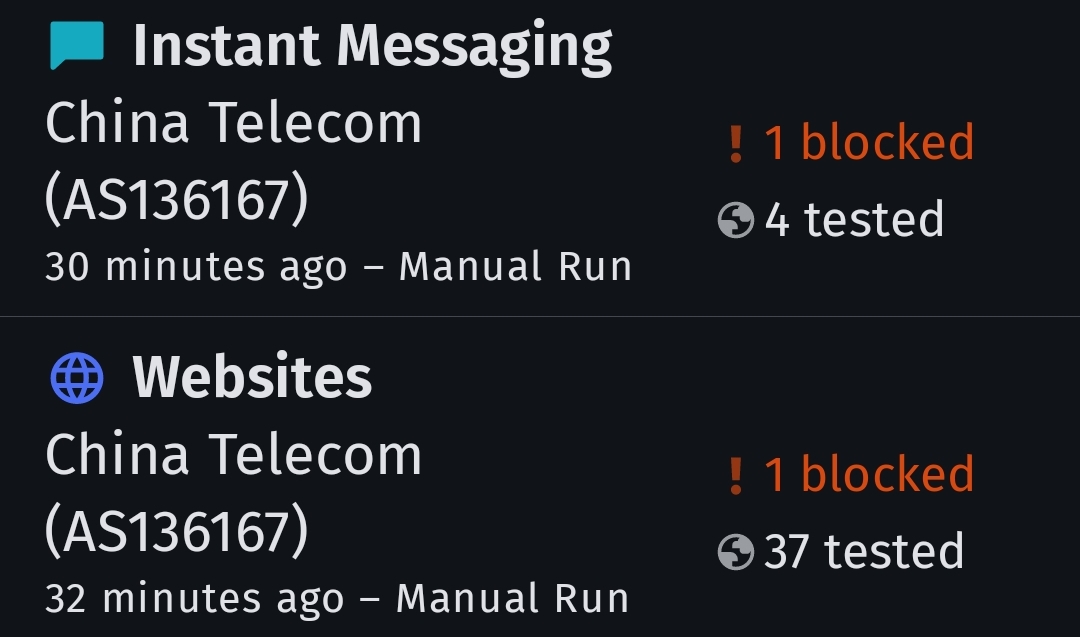 Instant Messaging
China Telecom
(AS136167)
30 minutes ago – Manual Run
1 blocked
4 tested
Websites
China Telecom
(AS136167)
32 minutes ago – Manual Run
1 blocked
37 tested